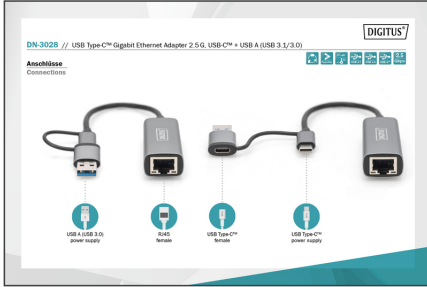 DIGITUS®
DN-3028 // USB Type-C™ Gigabit Ethernet Adapter 2.5G, USB-C™ + USB A (USB 3.1/3.0)
Anschlüsse
Connections
2.5
USB A (USB 3.0)
power supply
RJ45
female
USB Type-C™
female
USB Type-C™
power supply